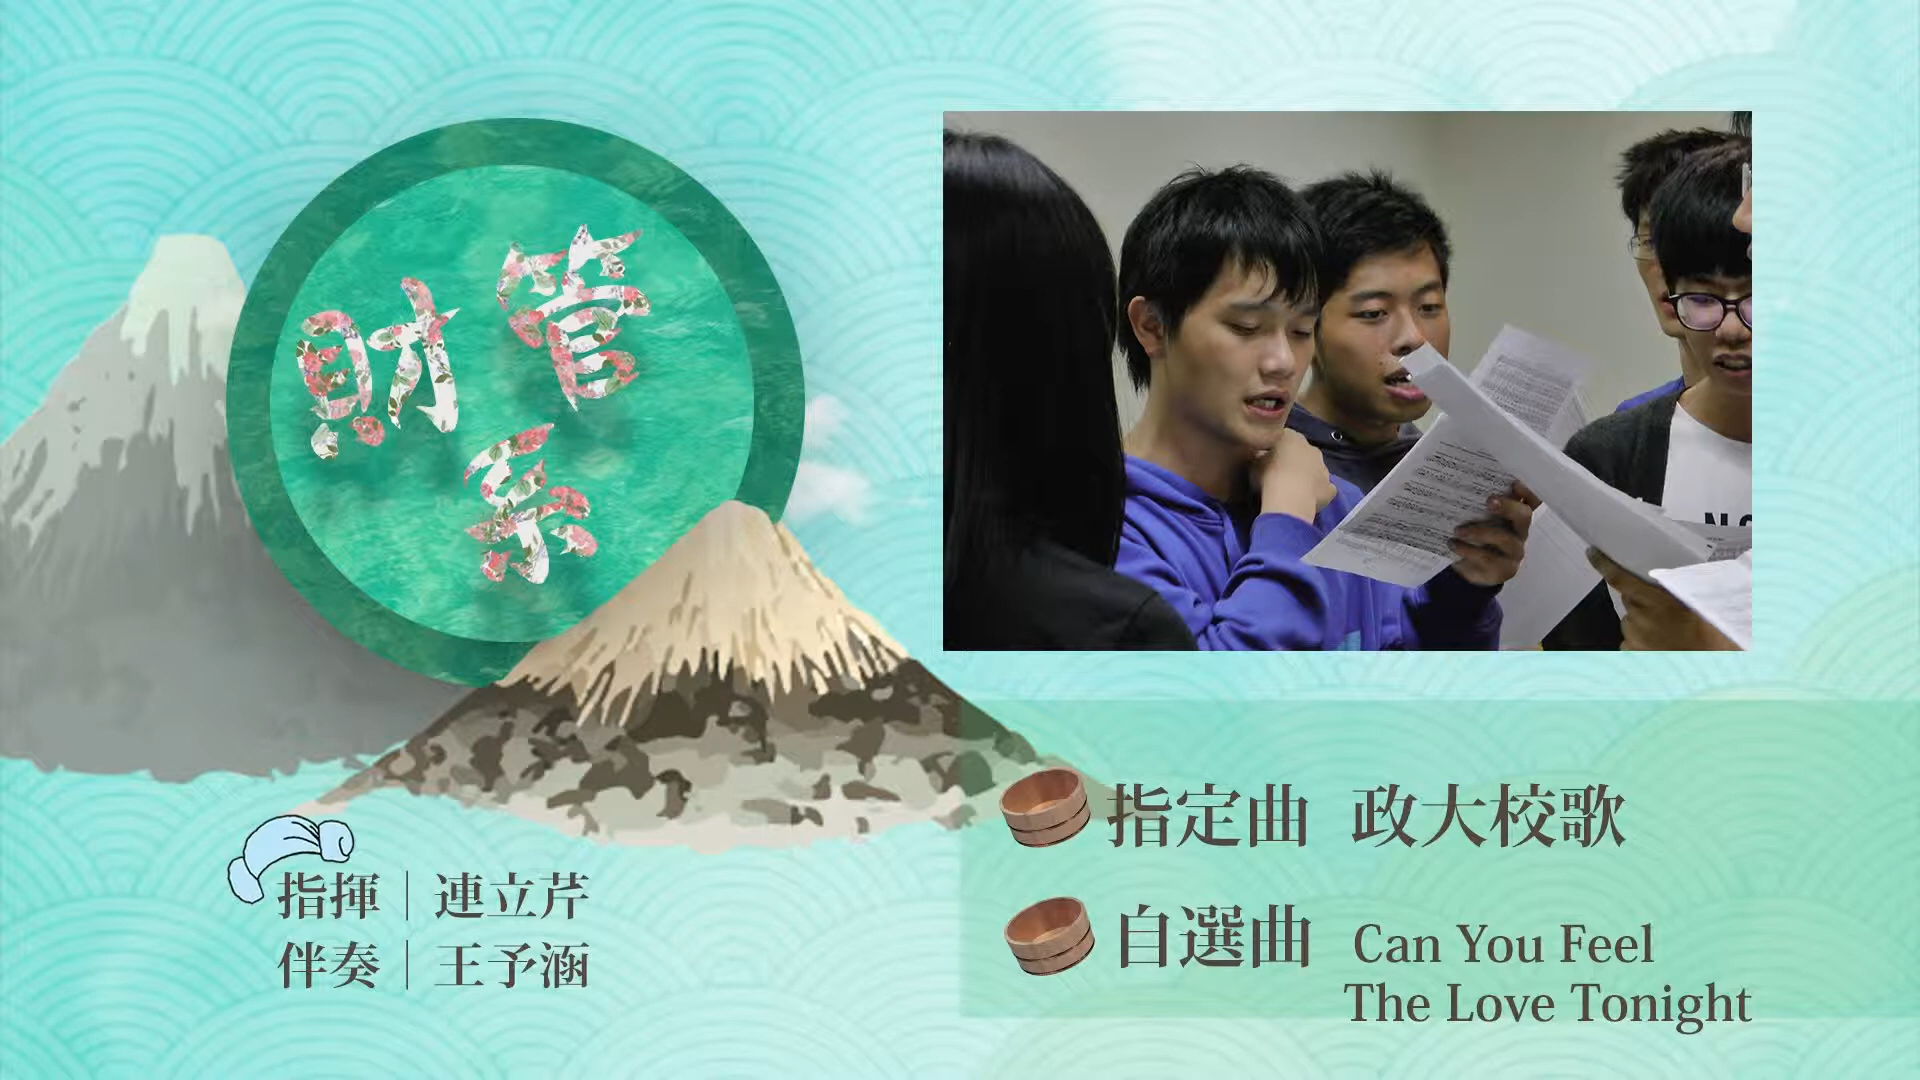 財管
系
指揮｜連立芹
伴奏｜王予涵
指定曲 政大校歌
自選曲 Can You Feel
The Love Tonight